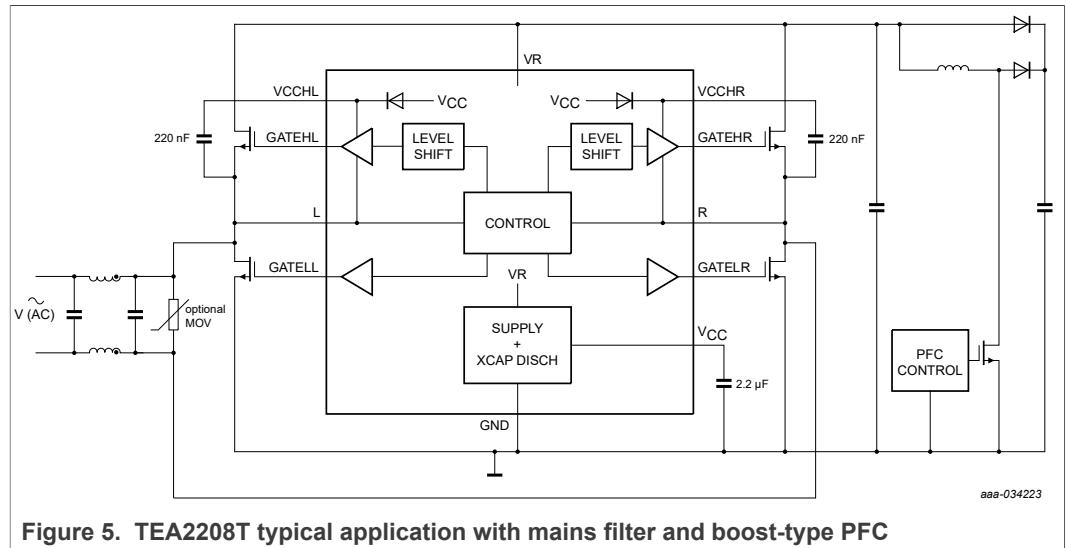 VR
VCCHL
VCC
VCC
VCCHR
220 nF
GATEHL
LEVEL
SHIFT
LEVEL
SHIFT
GATEHR
220 nF
L
CONTROL
R
GATELL
VR
GATELR
V (AC)
~
optional
MOV
SUPPLY
+
XCAP DISCH
VCC
2.2 µF
PFC
CONTROL
GND
aaa-034223
Figure 5. TEA2208T typical application with mains filter and boost-type PFC